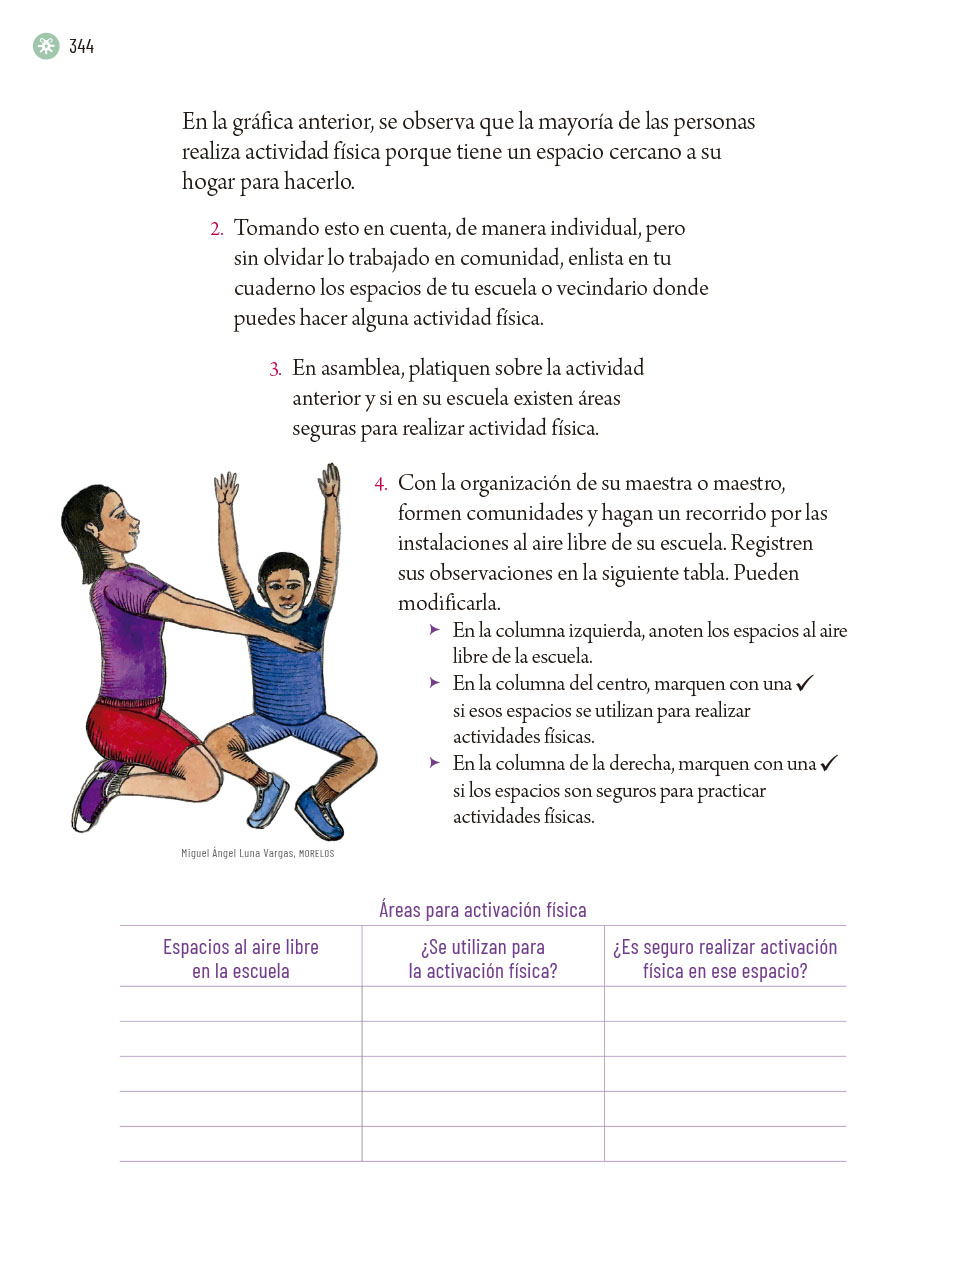 344
En la gráfica anterior, se observa que la mayoría de las personas
realiza actividad física porque tiene un espacio cercano a su
hogar para hacerlo.
2. Tomando esto en cuenta, de manera individual, pero
sin olvidar lo trabajado en comunidad, enlista en tu
cuaderno los espacios de tu escuela o vecindario donde
puedes hacer alguna actividad física.
3. En asamblea, platiquen sobre la actividad
anterior y si en su escuela existen áreas
seguras para realizar actividad física.
4. Con la organización de su maestra o maestro,
formen comunidades y hagan un recorrido por las
instalaciones al aire libre de su escuela. Registren
sus observaciones en la siguiente tabla. Pueden
modificarla.
➤ En la columna izquierda, anoten los espacios al aire
libre de la escuela.
➤ En la columna del centro, marquen con una ✓
si esos espacios se utilizan para realizar
actividades físicas.
➤ En la columna de la derecha, marquen con una ✓
si los espacios son seguros para practicar
actividades físicas.
Miguel Ángel Luna Vargas, MORELOS
Áreas para activación física
Espacios al aire libre
en la escuela
¿Se utilizan para
la activación física?
¿Es seguro realizar activación
física en ese espacio?